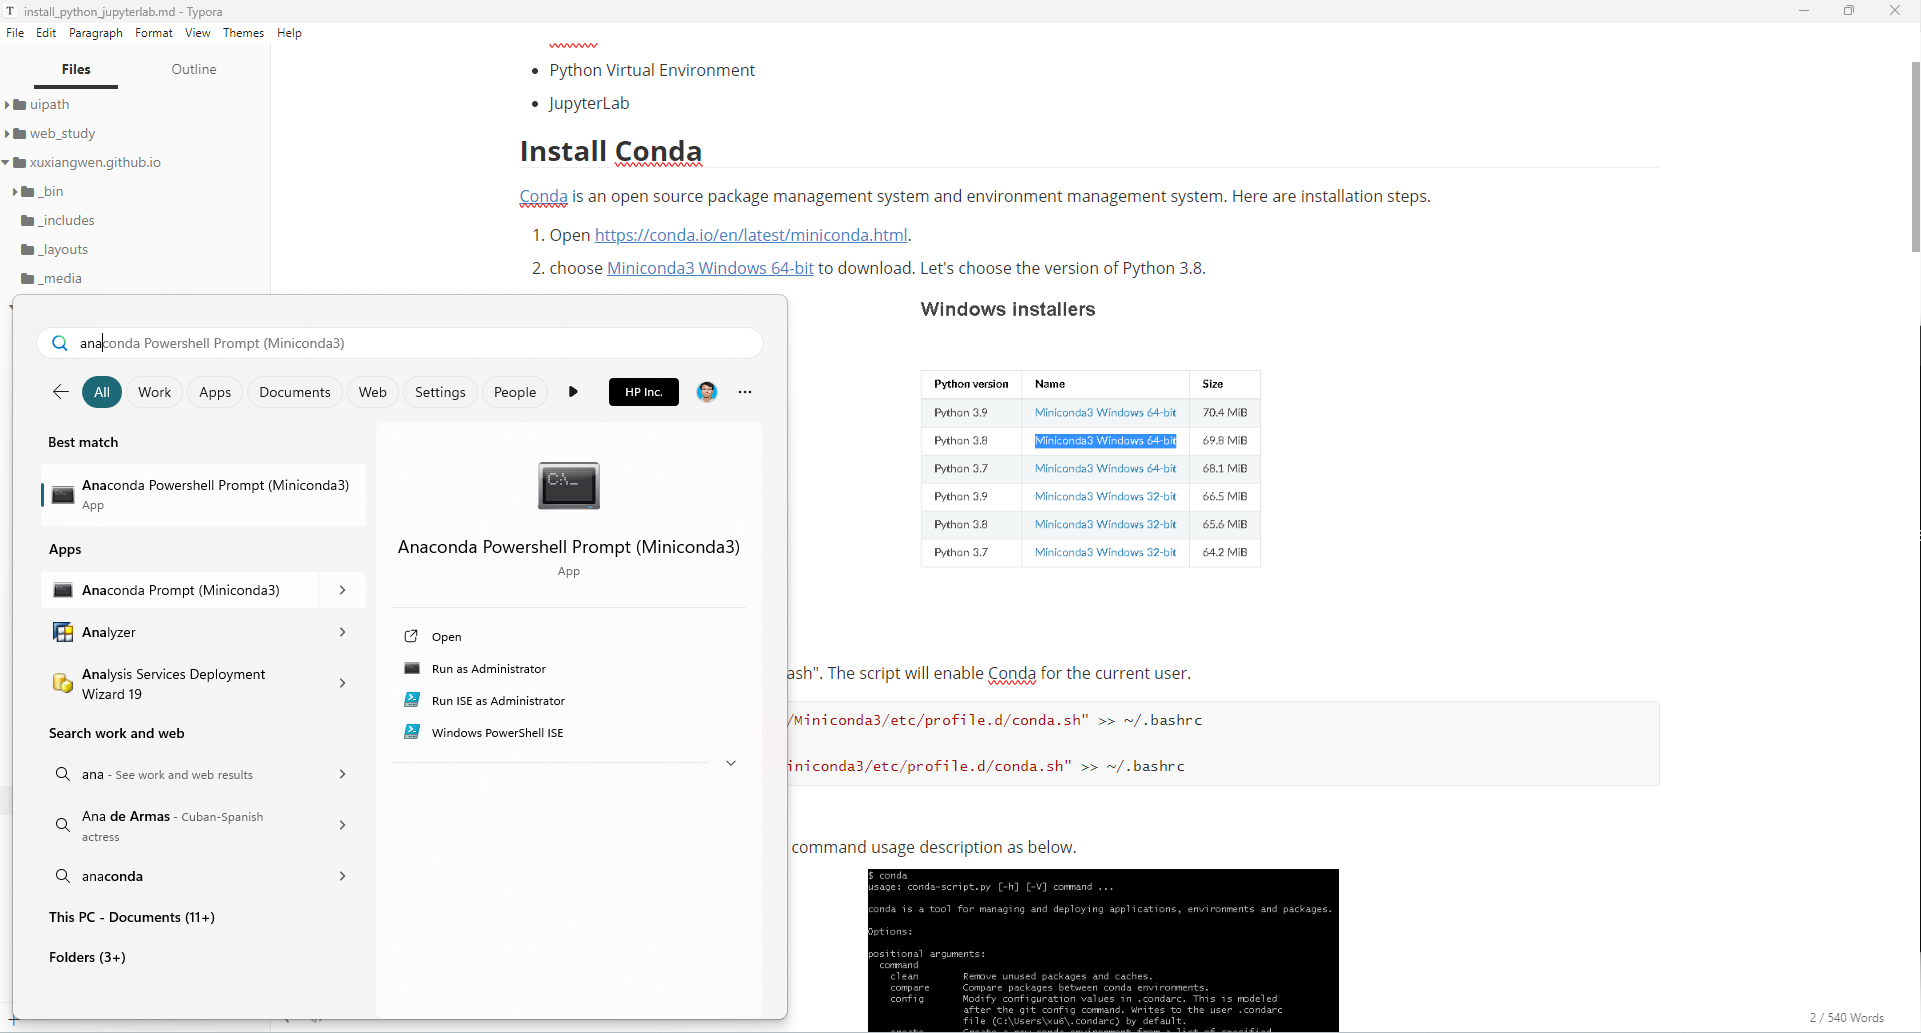 install_python_jupyterlab.md - Typora
File Edit Paragraph Format View Themes Help
Files Outline
uipath
web_study
xuxiangwen.github.io
_bin
_includes
_layouts
_media
Python Virtual Environment
JupyterLab
Install Conda
Conda is an open source package management system and environment management system. Here are installation steps.
1. Open https://conda.io/en/latest/miniconda.html.
2. choose Miniconda3 Windows 64-bit to download. Let's choose the version of Python 3.8.
Windows installers
Python version Name Size
Python 3.9 Miniconda3 Windows 64-bit 70.4 MiB
Python 3.8 Miniconda3 Windows 64-bit 69.8 MiB
Python 3.7 Miniconda3 Windows 64-bit 68.1 MiB
Python 3.9 Miniconda3 Windows 32-bit 66.5 MiB
Python 3.8 Miniconda3 Windows 32-bit 65.6 MiB
Python 3.7 Miniconda3 Windows 32-bit 64.2 MiB
anaconda Powershell Prompt (Miniconda3)
All Work Apps Documents Web Settings People HP Inc.
Best match
Anaconda Powershell Prompt (Miniconda3)
App
Apps
Anaconda Prompt (Miniconda3)
Analyzer
Analysis Services Deployment
Wizard 19
Search work and web
ana - See work and web results
Ana de Armas - Cuban-Spanish
actress
anaconda
This PC - Documents (11+)
Folders (3+)
C:\_
Anaconda Powershell Prompt (Miniconda3)
App
Open
Run as Administrator
Run ISE as Administrator
Windows PowerShell ISE
ash". The script will enable Conda for the current user.
/Miniconda3/etc/profile.d/conda.sh" >> ~/.bashrc
iniconda3/etc/profile.d/conda.sh" >> ~/.bashrc
command usage description as below.
$ conda
usage: conda-script.py [-h] [-V] command ...
conda is a tool for managing and deploying applications, environments and packages.
Options:
positional arguments:
command
clean Remove unused packages and caches.
compare Compare packages between conda environments.
config Modify configuration values in .condarc. This is modeled
after the git config command. Writes to the user .condarc
file (C:\Users\xu6\.condarc) by default.
2 / 540 Words